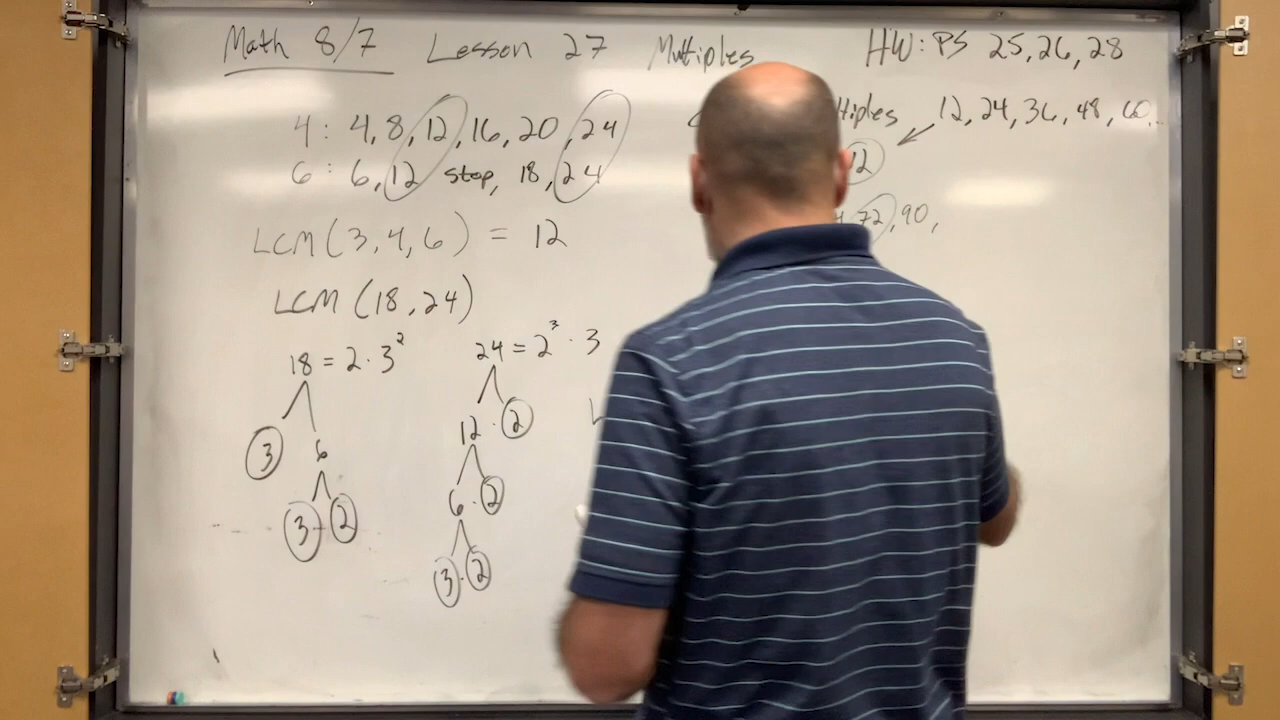 Math 8/7 Lesson 27 Multiples HW: PS 25, 26, 28
4: 4, 8, 12, 16, 20, 24
6: 6, 12 stop, 18, 24
tiples 12, 24, 36, 48, 60, ...
12
72, 90,
LCM (3, 4, 6) = 12
LCM (18, 24)
18 = 2 · 3²
24 = 2³ · 3
3 6
3 · 2
12 · 2
6 · 2
3 · 2